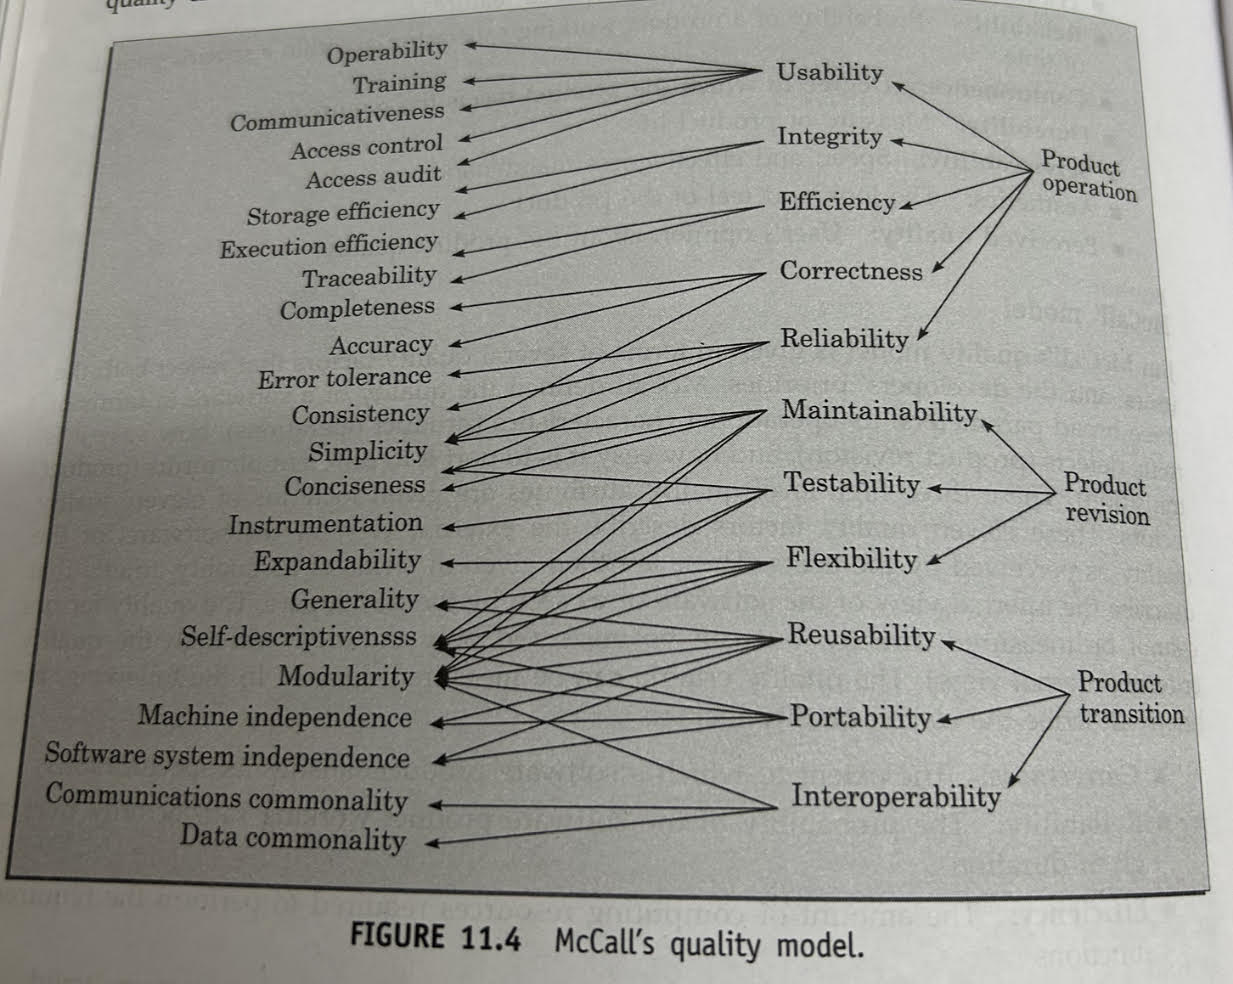 quality
Operability
Training
Communicativeness
Access control
Access audit
Storage efficiency
Execution efficiency
Traceability
Completeness
Accuracy
Error tolerance
Consistency
Simplicity
Conciseness
Instrumentation
Expandability
Generality
Self-descriptivensss
Modularity
Machine independence
Software system independence
Communications commonality
Data commonality
Usability
Integrity
Efficiency
Correctness
Reliability
Maintainability
Testability
Flexibility
Reusability
Portability
Interoperability
Product
operation
Product
revision
Product
transition
FIGURE 11.4 McCall's quality model.